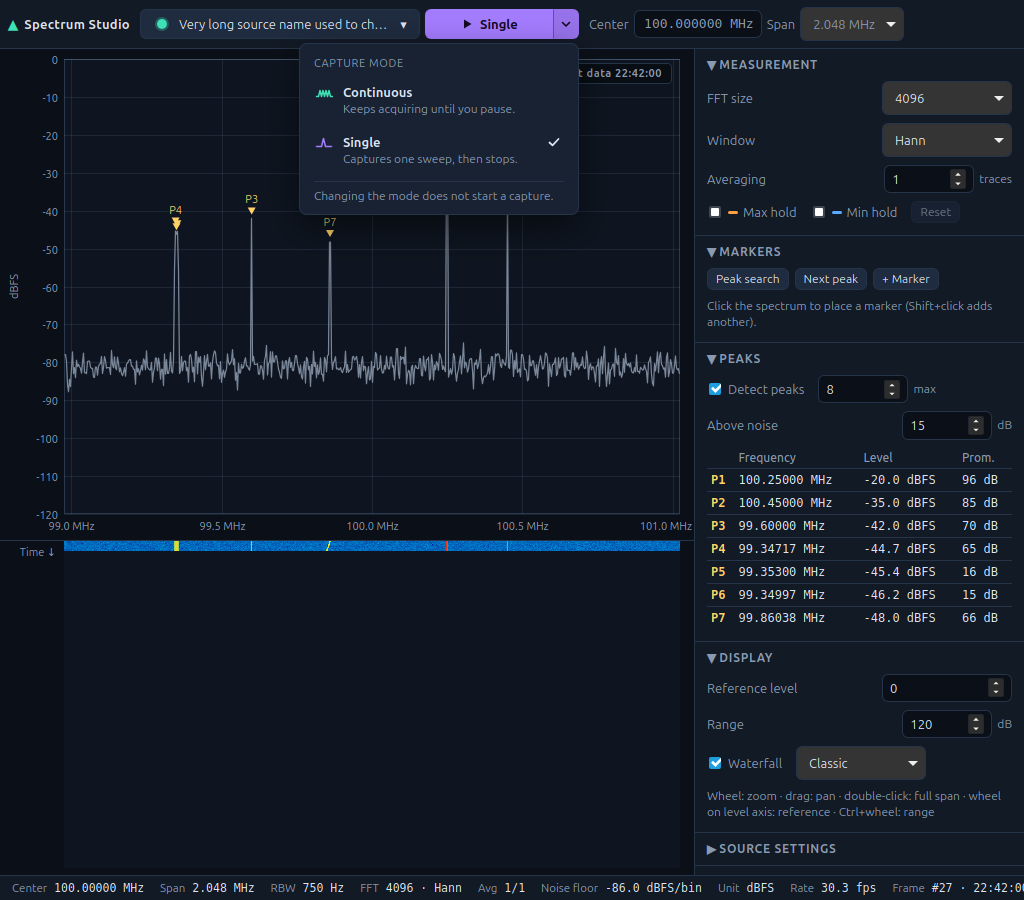 Spectrum Studio
Very long source name used to ch...
Single
Center 100.000000 MHz
Span 2.048 MHz
CAPTURE MODE
Continuous
Keeps acquiring until you pause.
Single
Captures one sweep, then stops.
Changing the mode does not start a capture.
t data 22:42:00
0
-10
-20
-30
-40
-50
-60
-70
-80
-90
-100
-110
-120
dBFS
P4
P3
P7
99.0 MHz
99.5 MHz
100.0 MHz
100.5 MHz
101.0 MHz
Time ↓
▼ MEASUREMENT
FFT size 4096
Window Hann
Averaging 1 traces
Max hold Min hold Reset
▼ MARKERS
Peak search Next peak + Marker
Click the spectrum to place a marker (Shift+click adds
another).
▼ PEAKS
Detect peaks 8 max
Above noise 15 dB
Frequency Level Prom.
P1 100.25000 MHz -20.0 dBFS 96 dB
P2 100.45000 MHz -35.0 dBFS 85 dB
P3 99.60000 MHz -42.0 dBFS 70 dB
P4 99.34717 MHz -44.7 dBFS 65 dB
P5 99.35300 MHz -45.4 dBFS 16 dB
P6 99.34997 MHz -46.2 dBFS 15 dB
P7 99.86038 MHz -48.0 dBFS 66 dB
▼ DISPLAY
Reference level 0
Range 120 dB
Waterfall Classic
Wheel: zoom · drag: pan · double-click: full span · wheel
on level axis: reference · Ctrl+wheel: range
▶ SOURCE SETTINGS
Center 100.00000 MHz Span 2.048 MHz RBW 750 Hz FFT 4096 · Hann Avg 1/1 Noise floor -86.0 dBFS/bin Unit dBFS Rate 30.3 fps Frame #27 · 22:42:00